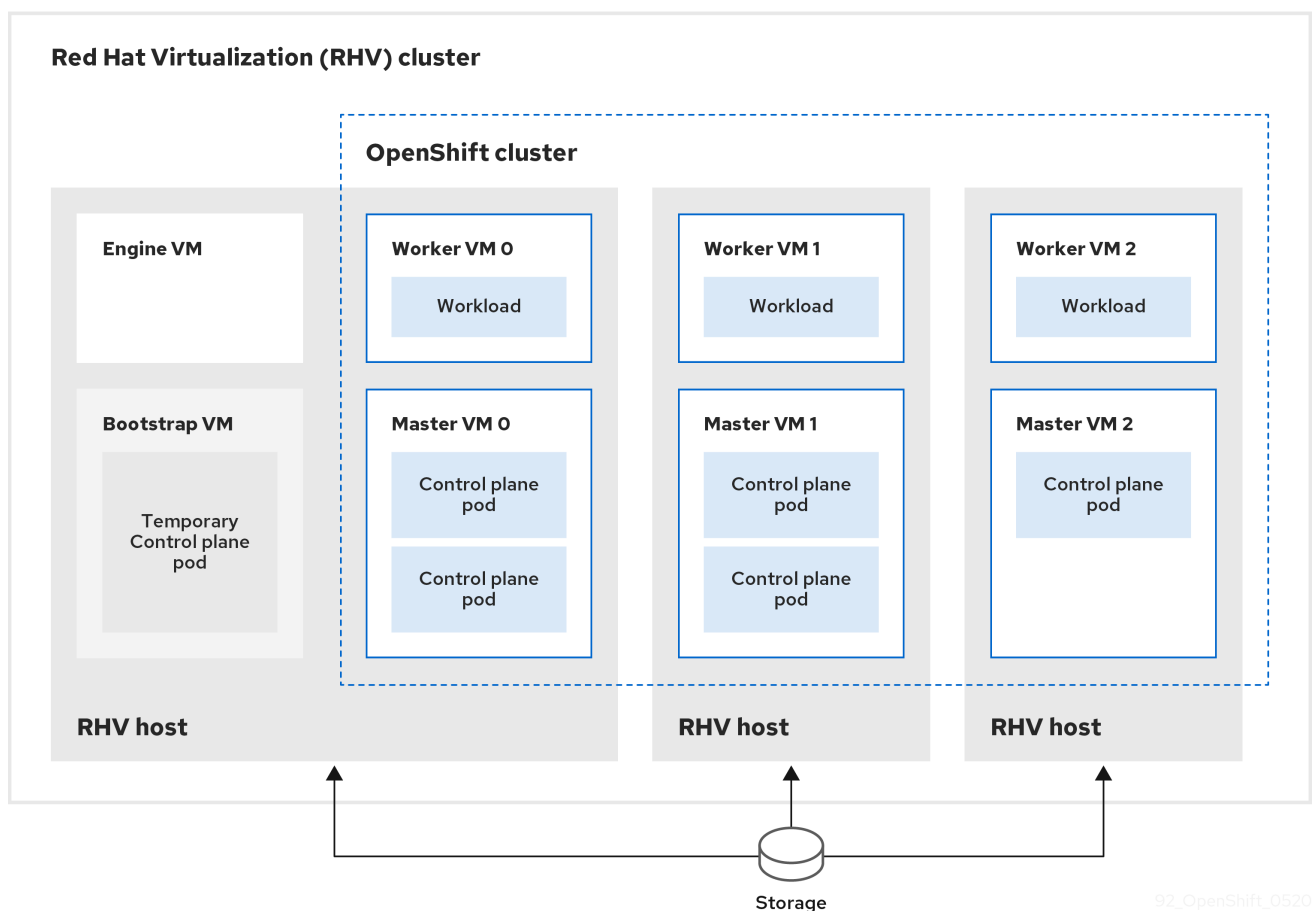 Red Hat Virtualization (RHV) cluster
OpenShift cluster
Engine VM
Worker VM 0
Workload
Worker VM 1
Workload
Worker VM 2
Workload
Bootstrap VM
Temporary
Control plane
pod
Master VM 0
Control plane
pod
Control plane
pod
Master VM 1
Control plane
pod
Control plane
pod
Master VM 2
Control plane
pod
RHV host
RHV host
RHV host
Storage
92_OpenShift_0520